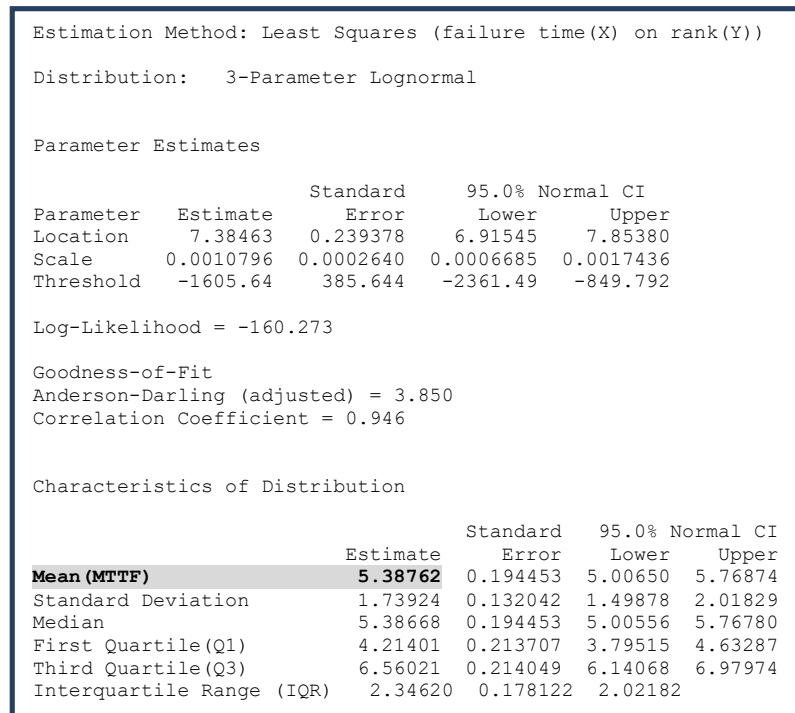 Estimation Method: Least Squares (failure time(X) on rank(Y))
Distribution: 3-Parameter Lognormal
Parameter Estimates
Standard 95.0% Normal CI
Parameter Estimate Error Lower Upper
Location 7.38463 0.239378 6.91545 7.85380
Scale 0.0010796 0.0002640 0.0006685 0.0017436
Threshold -1605.64 385.644 -2361.49 -849.792
Log-Likelihood = -160.273
Goodness-of-Fit
Anderson-Darling (adjusted) = 3.850
Correlation Coefficient = 0.946
Characteristics of Distribution
Standard 95.0% Normal CI
Estimate Error Lower Upper
Mean(MTTF) 5.38762 0.194453 5.00650 5.76874
Standard Deviation 1.73924 0.132042 1.49878 2.01829
Median 5.38668 0.194453 5.00556 5.76780
First Quartile(Q1) 4.21401 0.213707 3.79515 4.63287
Third Quartile(Q3) 6.56021 0.214049 6.14068 6.97974
Interquartile Range (IQR) 2.34620 0.178122 2.02182